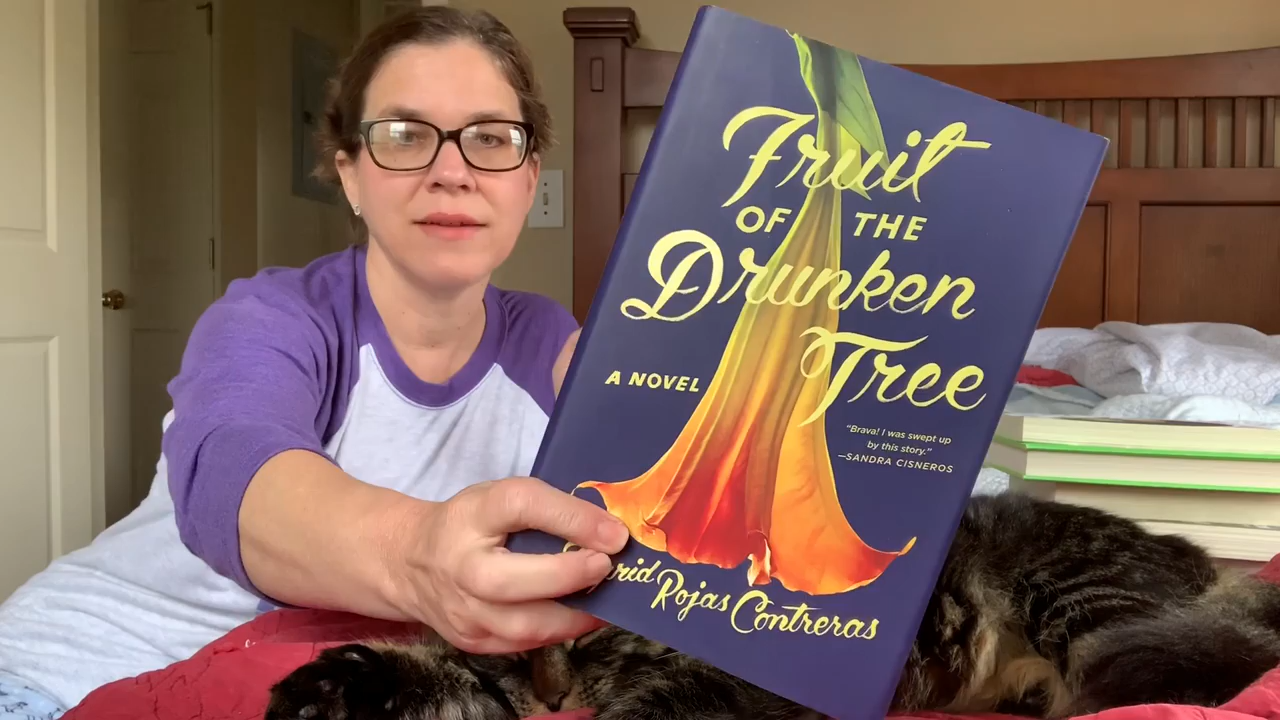 Fruit
OF THE
Drunken
Tree
A NOVEL
"Brava! I was swept up
by this story."
—SANDRA CISNEROS
Rojas Contreras